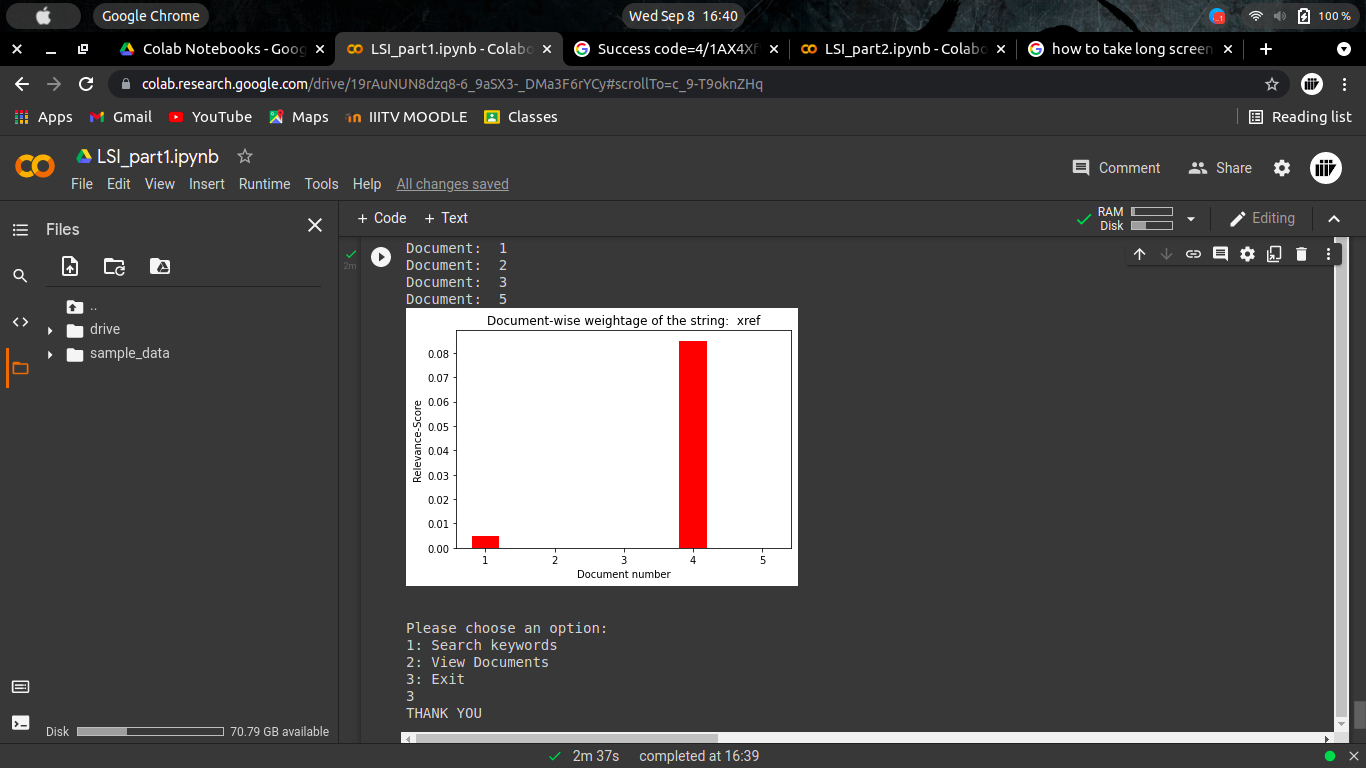 Google Chrome
Wed Sep 8 16:40
100 %
Colab Notebooks - Goog
LSI_part1.ipynb - Colabo
Success code=4/1AX4Xf
LSI_part2.ipynb - Colabo
how to take long screen
colab.research.google.com/drive/19rAuNUN8dzq8-6_9aSX3-_DMa3F6rYCy#scrollTo=c_9-T9oknZHq
Apps
Gmail
YouTube
Maps
IIITV MOODLE
Classes
Reading list
LSI_part1.ipynb
File Edit View Insert Runtime Tools Help All changes saved
Comment
Share
Files
+ Code + Text
RAM
Disk
Editing
..
drive
sample_data
2m
Document: 1
Document: 2
Document: 3
Document: 5
Document-wise weightage of the string: xref
Relevance-Score
0.08
0.07
0.06
0.05
0.04
0.03
0.02
0.01
0.00
1 2 3 4 5
Document number
Please choose an option:
1: Search keywords
2: View Documents
3: Exit
3
THANK YOU
Disk 70.79 GB available
2m 37s completed at 16:39